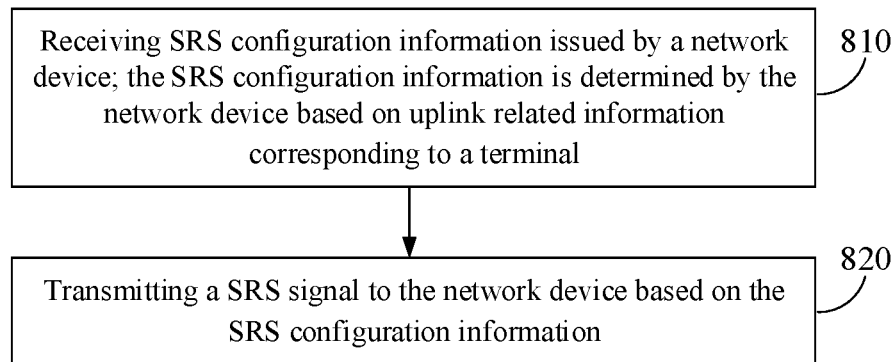 Receiving SRS configuration information issued by a network
device; the SRS configuration information is determined by the
network device based on uplink related information
corresponding to a terminal
810
Transmitting a SRS signal to the network device based on the
SRS configuration information
820